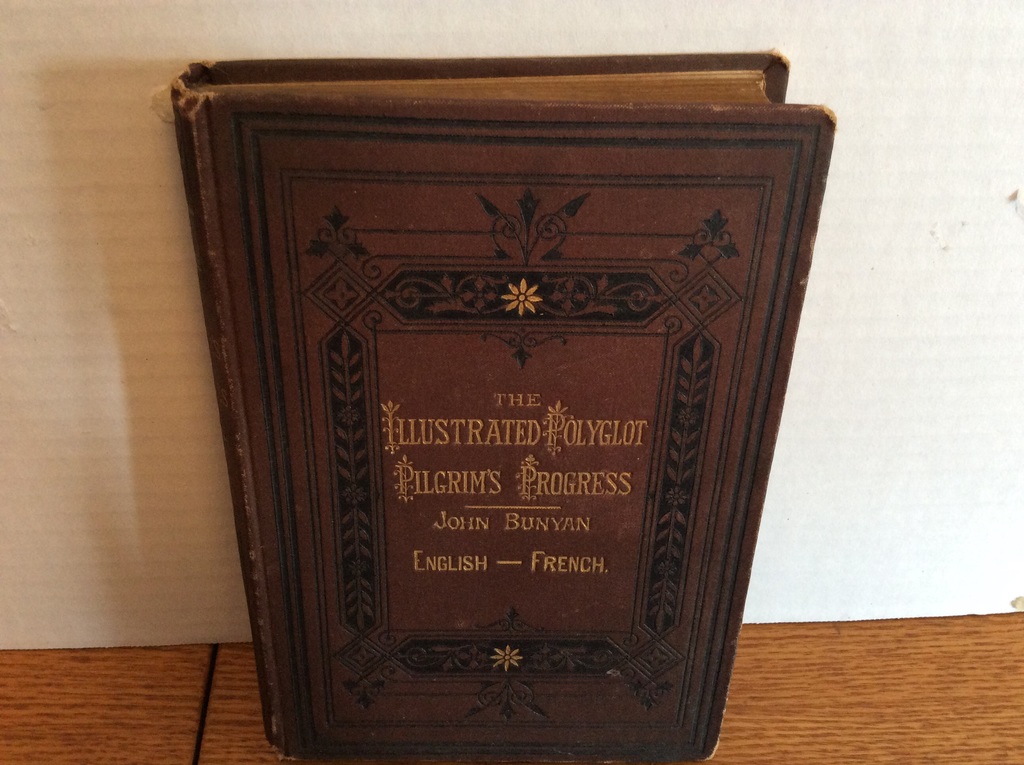 THE
ILLUSTRATED POLYGLOT
PILGRIM'S PROGRESS
JOHN BUNYAN
ENGLISH — FRENCH.